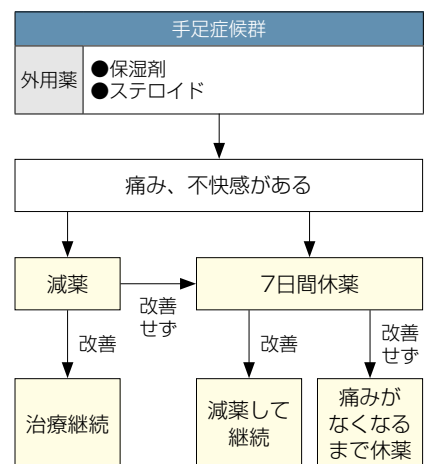 手足症候群
外用薬
●保湿剤
●ステロイド
痛み、不快感がある
減薬
改善
せず
7日間休薬
改善
改善
改善
せず
治療継続
減薬して
継続
痛みが
なくなる
まで休薬